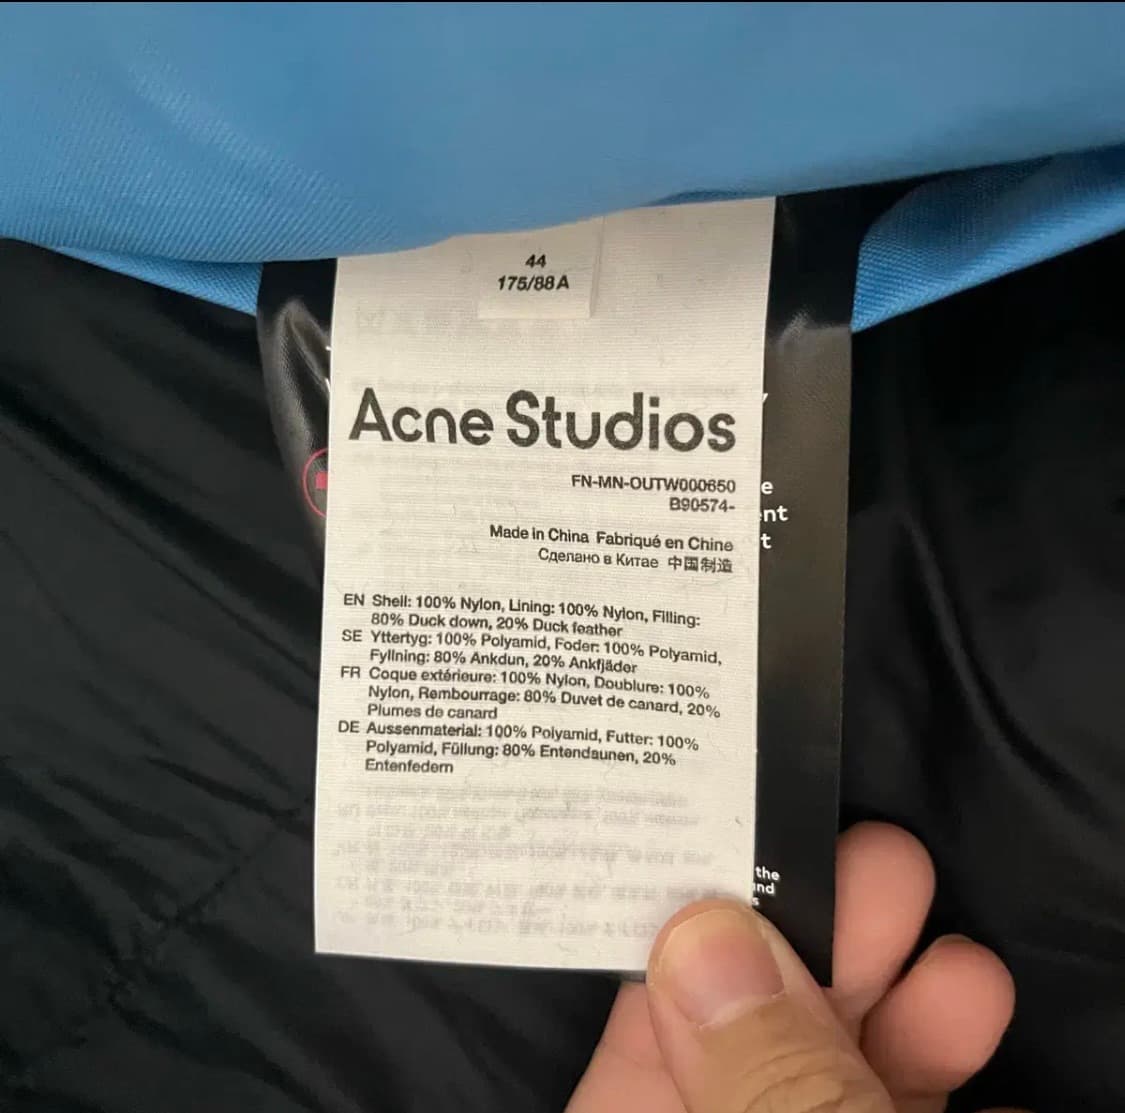 44
175/88A
Acne Studios
FN-MN-OUTW000650
B90574-
Made in China Fabriqué en Chine
Сделано в Китае 中国制造
EN Shell: 100% Nylon, Lining: 100% Nylon, Filling:
80% Duck down, 20% Duck feather
SE Yttertyg: 100% Polyamid, Foder: 100% Polyamid,
Fyllning: 80% Ankdun, 20% Ankfjäder
FR Coque extérieure: 100% Nylon, Doublure: 100%
Nylon, Rembourrage: 80% Duvet de canard, 20%
Plumes de canard
DE Aussenmaterial: 100% Polyamid, Futter: 100%
Polyamid, Füllung: 80% Entendaunen, 20%
Entenfedern
e
nt
t
the
nd
s